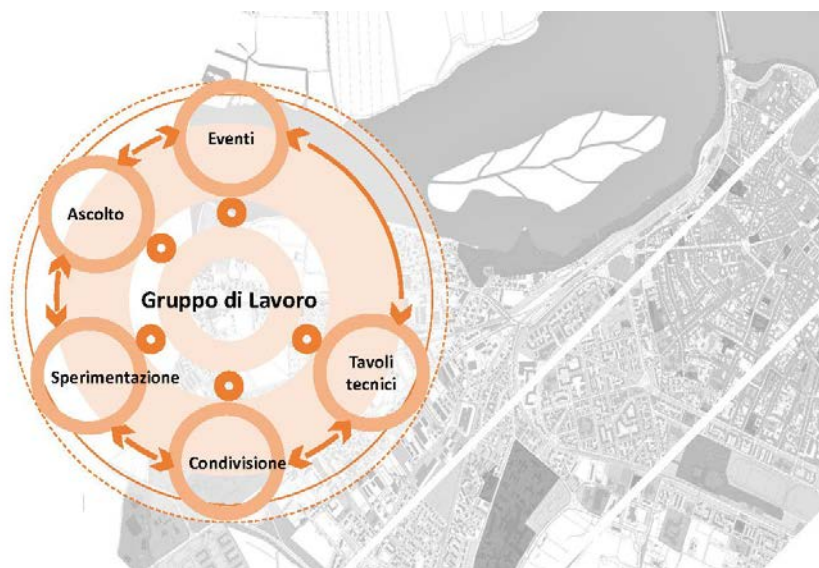 Eventi
Ascolto
Gruppo di Lavoro
Sperimentazione
Tavoli
tecnici
Condivisione